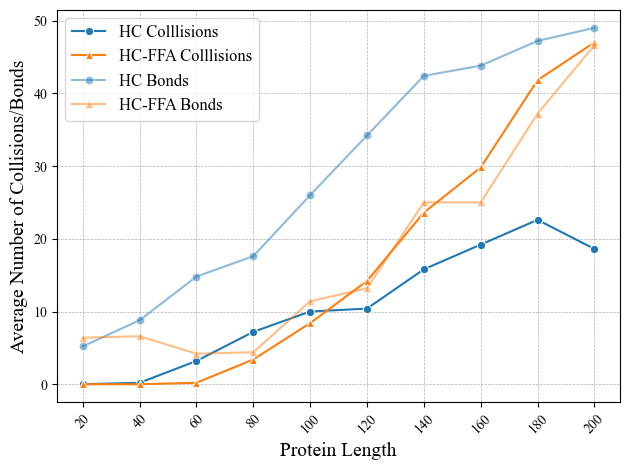 HC Colllisions
HC-FFA Colllisions
HC Bonds
HC-FFA Bonds
Average Number of Collisions/Bonds
50
40
30
20
10
0
20 40 60 80 100 120 140 160 180 200
Protein Length